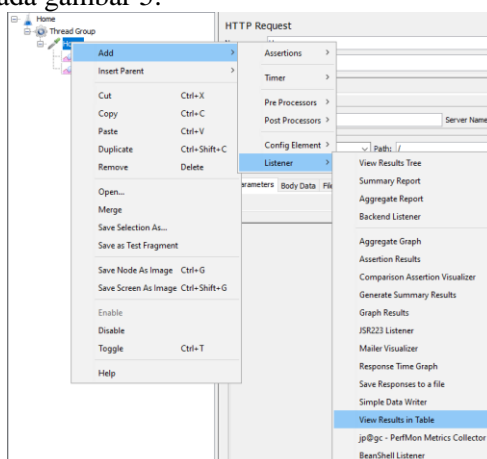 ada gambar 5.
Home
Thread Group
HTTP Request
Add
Insert Parent
Cut Ctrl+X
Copy Ctrl+C
Paste Ctrl+V
Duplicate Ctrl+Shift+C
Remove Delete
Open...
Merge
Save Selection As...
Save as Test Fragment
Save Node As Image Ctrl+G
Save Screen As Image Ctrl+Shift+G
Enable
Disable
Toggle Ctrl+T
Help
Assertions
Timer
Pre Processors
Post Processors
Config Element
Listener
Server Name
Path: /
arameters Body Data File
View Results Tree
Summary Report
Aggregate Report
Backend Listener
Aggregate Graph
Assertion Results
Comparison Assertion Visualizer
Generate Summary Results
Graph Results
JSR223 Listener
Mailer Visualizer
Response Time Graph
Save Responses to a file
Simple Data Writer
View Results in Table
jp@gc - PerfMon Metrics Collector
BeanShell Listener